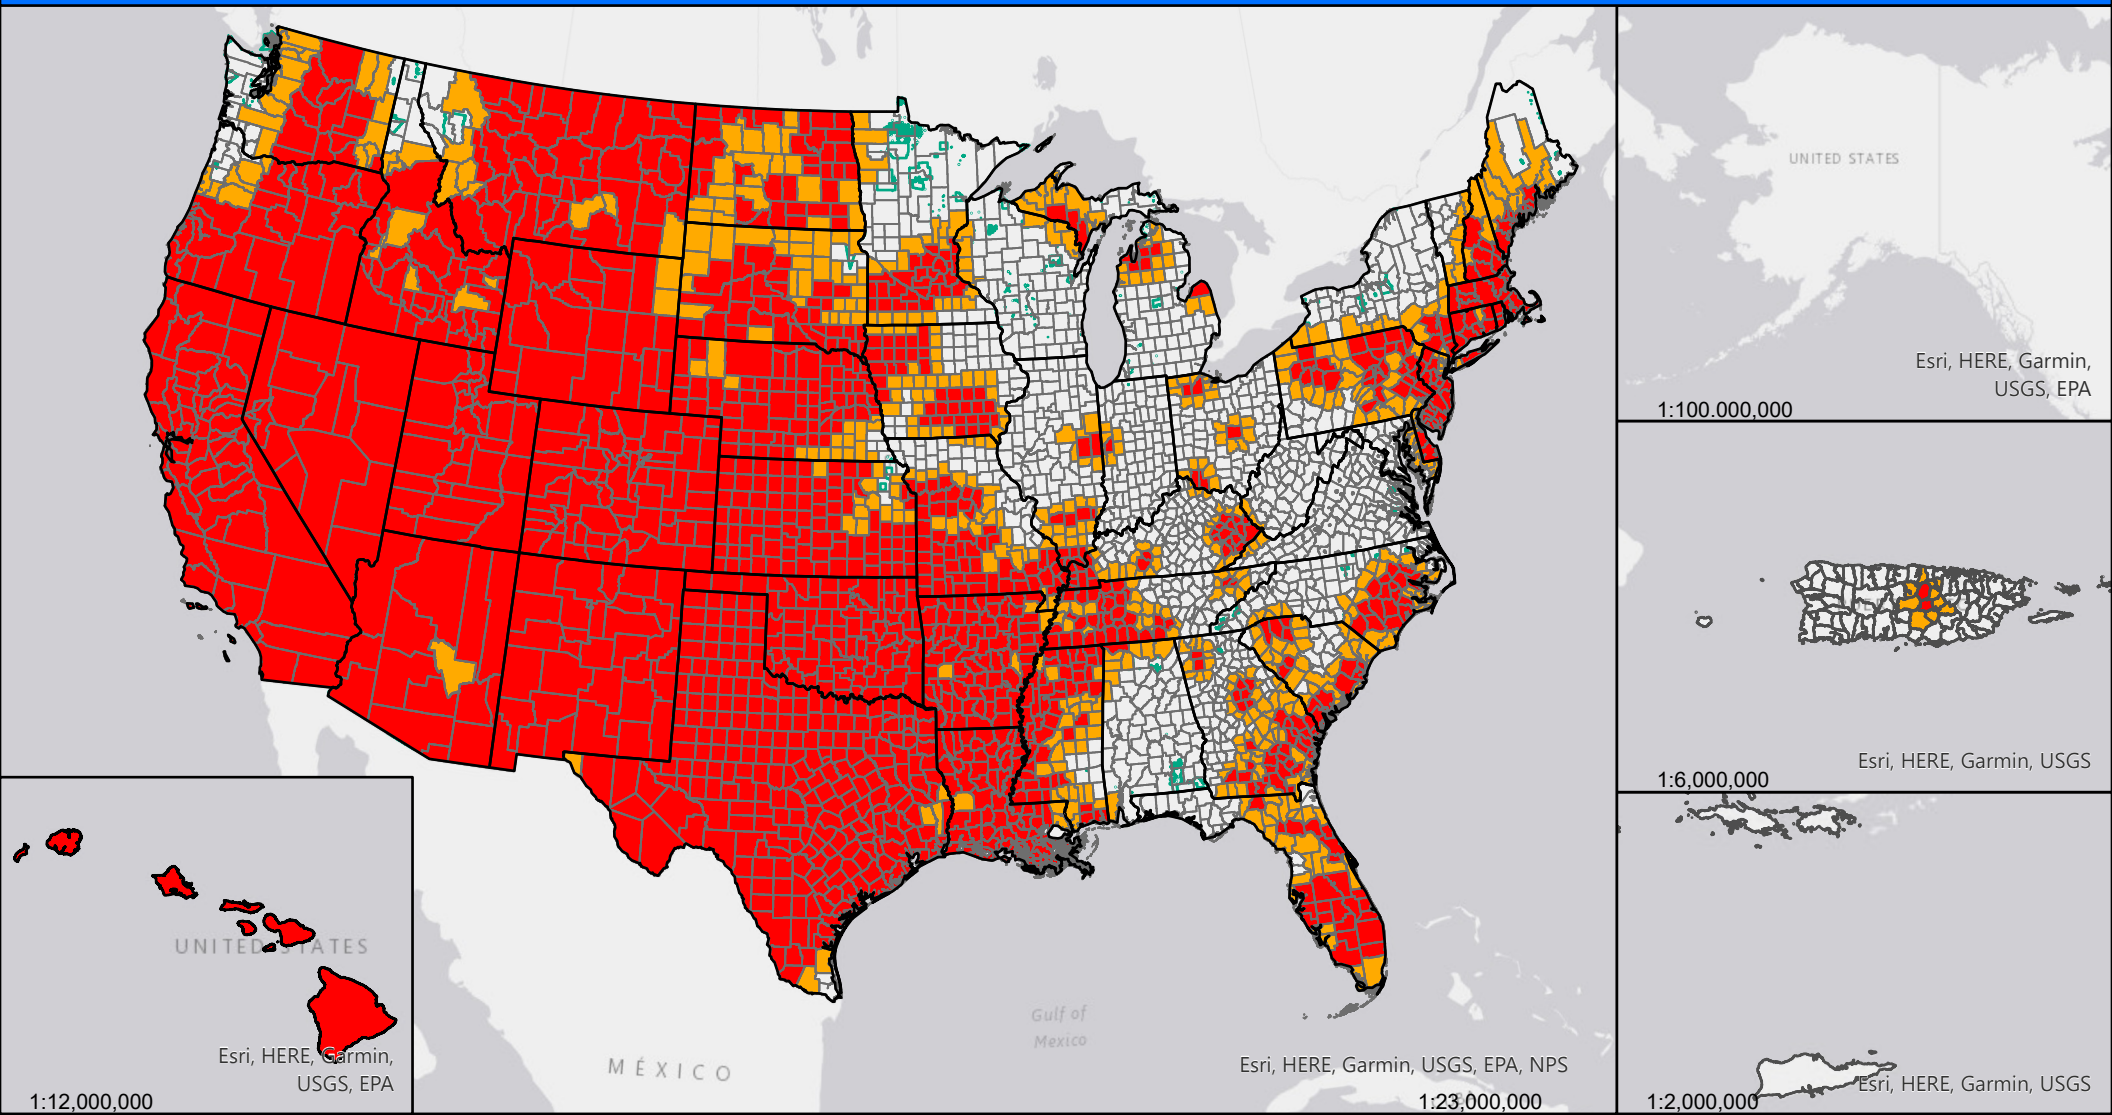 UNITED STATES
Esri, HERE, Garmin,
USGS, EPA
1:100.000,000
Esri, HERE, Garmin, USGS
1:6,000,000
UNITED STATES
Esri, HERE, Garmin,
USGS, EPA
1:12,000,000
Gulf of
Mexico
MÉXICO
Esri, HERE, Garmin, USGS, EPA, NPS
1:23,000,000
Esri, HERE, Garmin, USGS
1:2,000,000